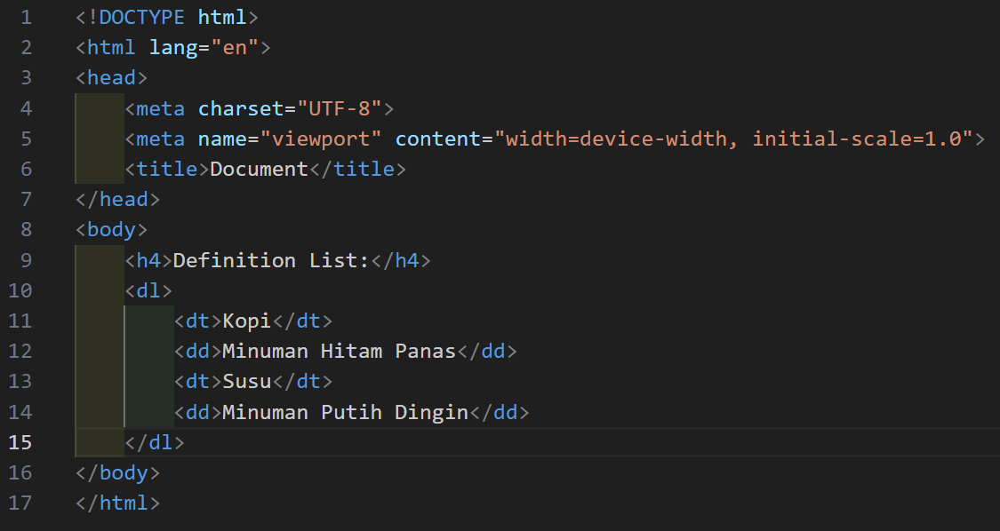 1 <!DOCTYPE html>
2 <html lang="en">
3 <head>
4     <meta charset="UTF-8">
5     <meta name="viewport" content="width=device-width, initial-scale=1.0">
6     <title>Document</title>
7 </head>
8 <body>
9     <h4>Definition List:</h4>
10     <dl>
11         <dt>Kopi</dt>
12         <dd>Minuman Hitam Panas</dd>
13         <dt>Susu</dt>
14         <dd>Minuman Putih Dingin</dd>
15     </dl>
16 </body>
17 </html>